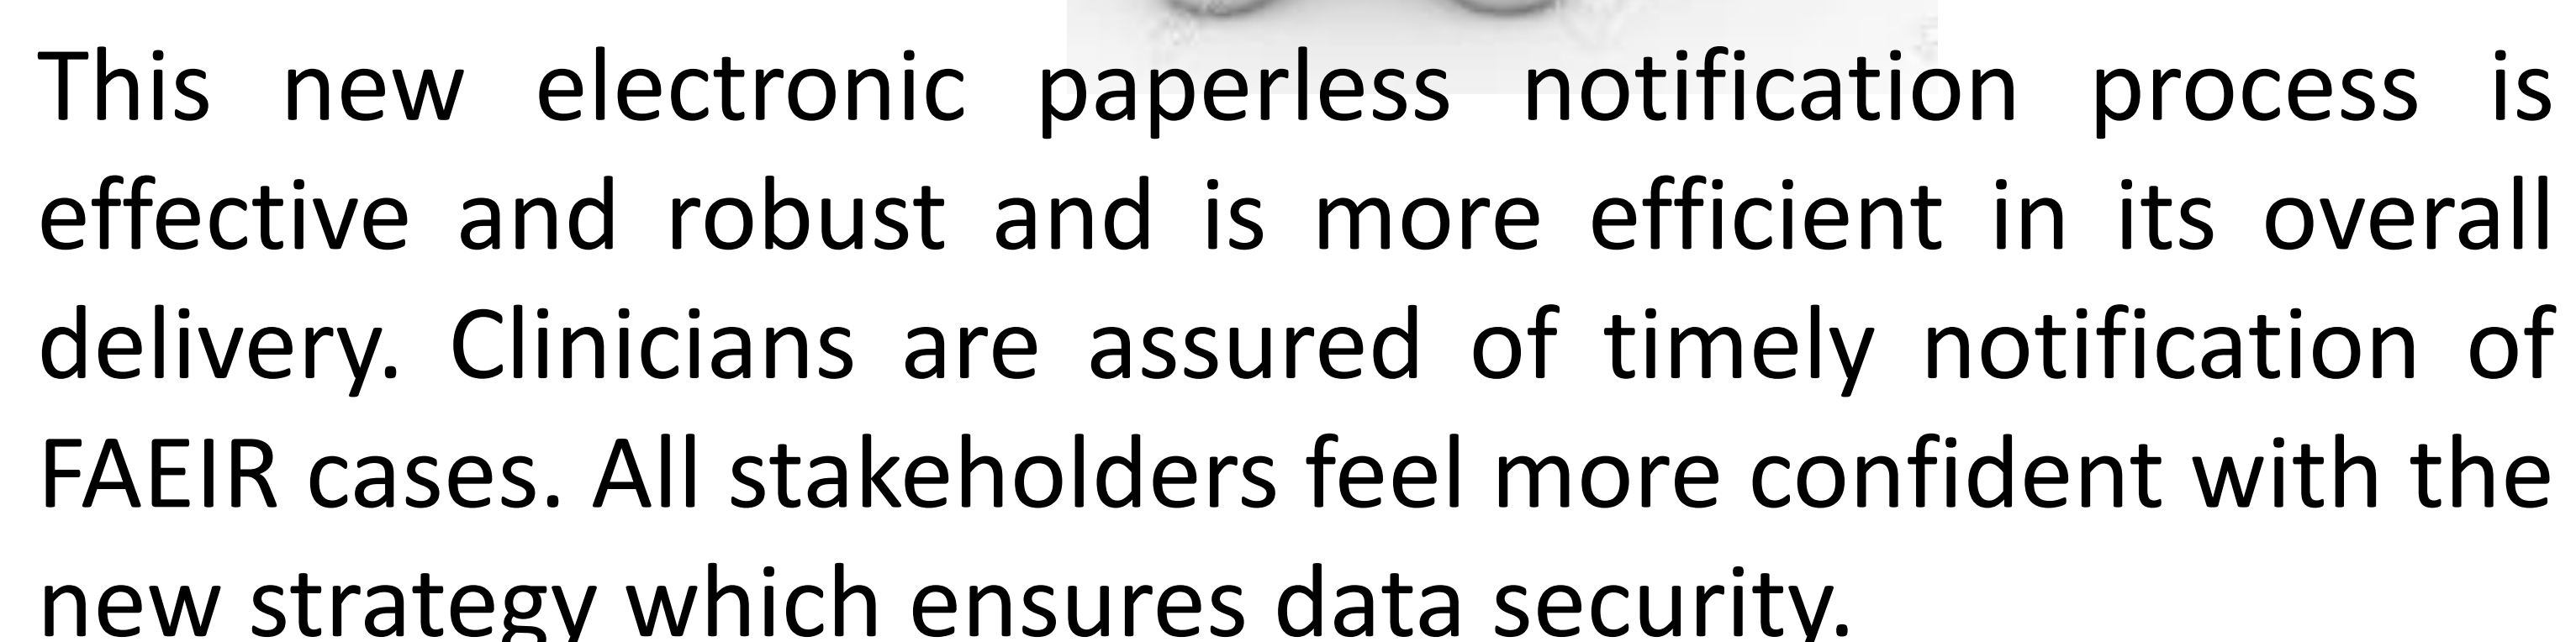 This new electronic paperless notification process is
effective and robust and is more efficient in its overall
delivery. Clinicians are assured of timely notification of
FAEIR cases. All stakeholders feel more confident with the
new strategy which ensures data security.